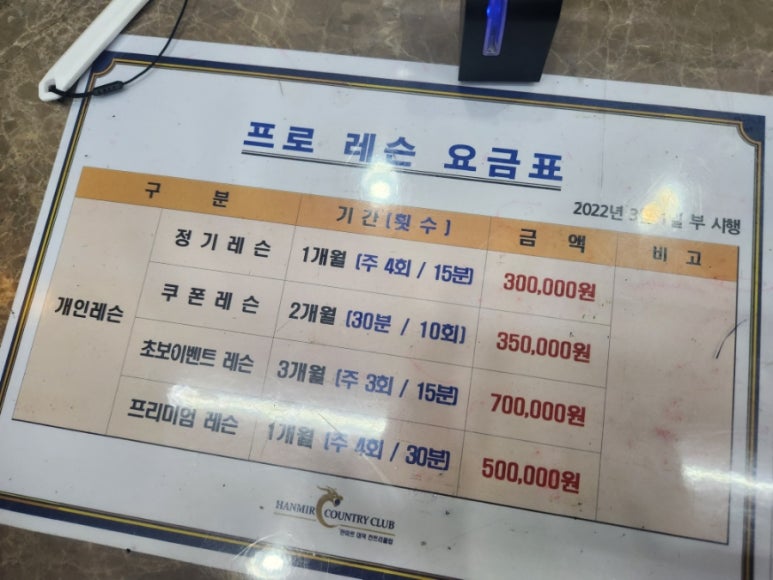 프로 레슨 요금표
2022년 3월 1일 부 시행
구 분 기 간 (횟 수) 금 액 비 고
개인레슨
정 기 레 슨 1개월 (주 4회 / 15분) 300,000원
쿠 폰 레 슨 2개월 (30분 / 10회) 350,000원
초보이벤트 레슨 3개월 (주 3회 / 15분) 700,000원
프리미엄 레슨 1개월 (주 4회 / 30분) 500,000원
HANMIR COUNTRY CLUB